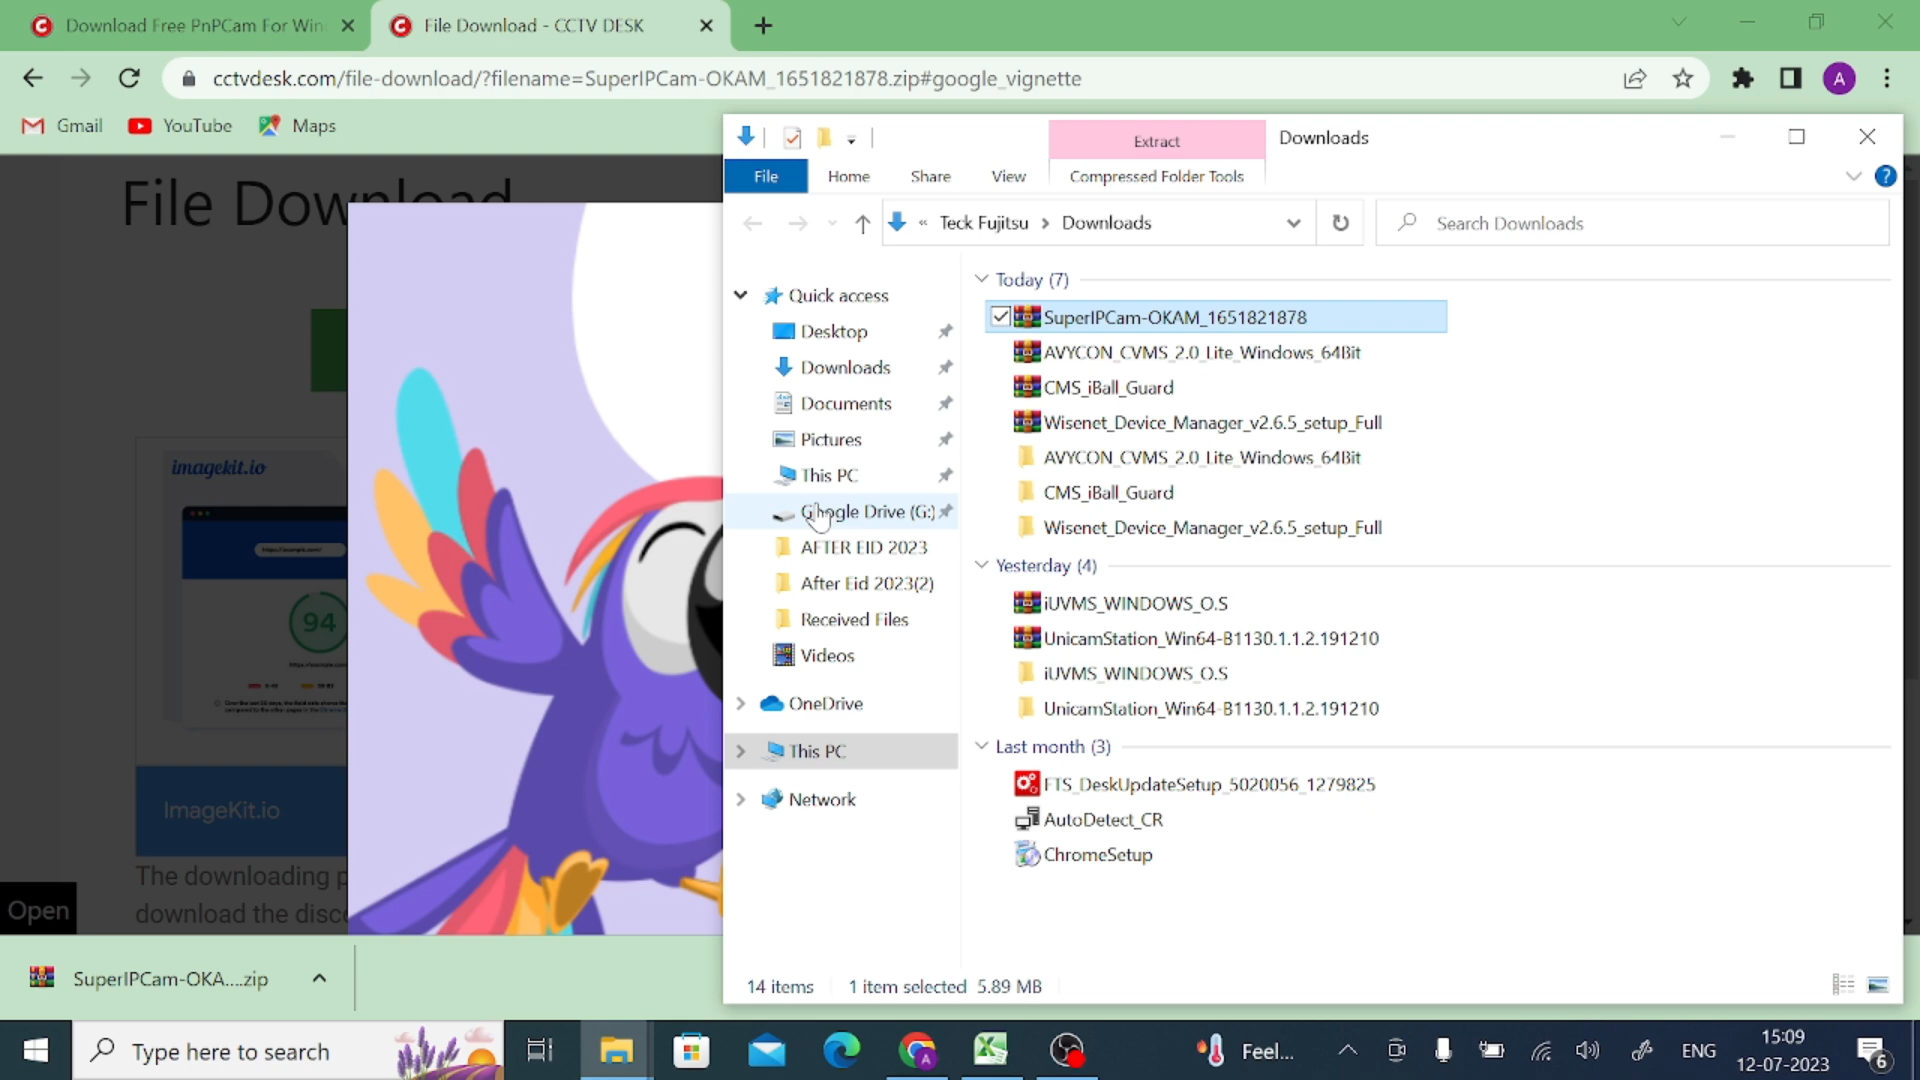 Download Free PnPCam For Win
File Download - CCTV DESK
cctvdesk.com/file-download/?filename=SuperIPCam-OKAM_1651821878.zip#google_vignette
A
Gmail
YouTube
Maps
File Download
imagekit.io
94
ImageKit.io
The downloading p
download the disc
Open
SuperIPCam-OKA....zip
Extract
Downloads
File
Home
Share
View
Compressed Folder Tools
« Teck Fujitsu > Downloads
Search Downloads
Quick access
Desktop
Downloads
Documents
Pictures
This PC
Google Drive (G:)
AFTER EID 2023
After Eid 2023(2)
Received Files
Videos
OneDrive
This PC
Network
Today (7)
SuperIPCam-OKAM_1651821878
AVYCON_CVMS_2.0_Lite_Windows_64Bit
CMS_iBall_Guard
Wisenet_Device_Manager_v2.6.5_setup_Full
AVYCON_CVMS_2.0_Lite_Windows_64Bit
CMS_iBall_Guard
Wisenet_Device_Manager_v2.6.5_setup_Full
Yesterday (4)
iUVMS_WINDOWS_O.S
UnicamStation_Win64-B1130.1.1.2.191210
iUVMS_WINDOWS_O.S
UnicamStation_Win64-B1130.1.1.2.191210
Last month (3)
FTS_DeskUpdateSetup_5020056_1279825
AutoDetect_CR
ChromeSetup
14 items
1 item selected 5.89 MB
Type here to search
Feel...
ENG
15:09
12-07-2023
6